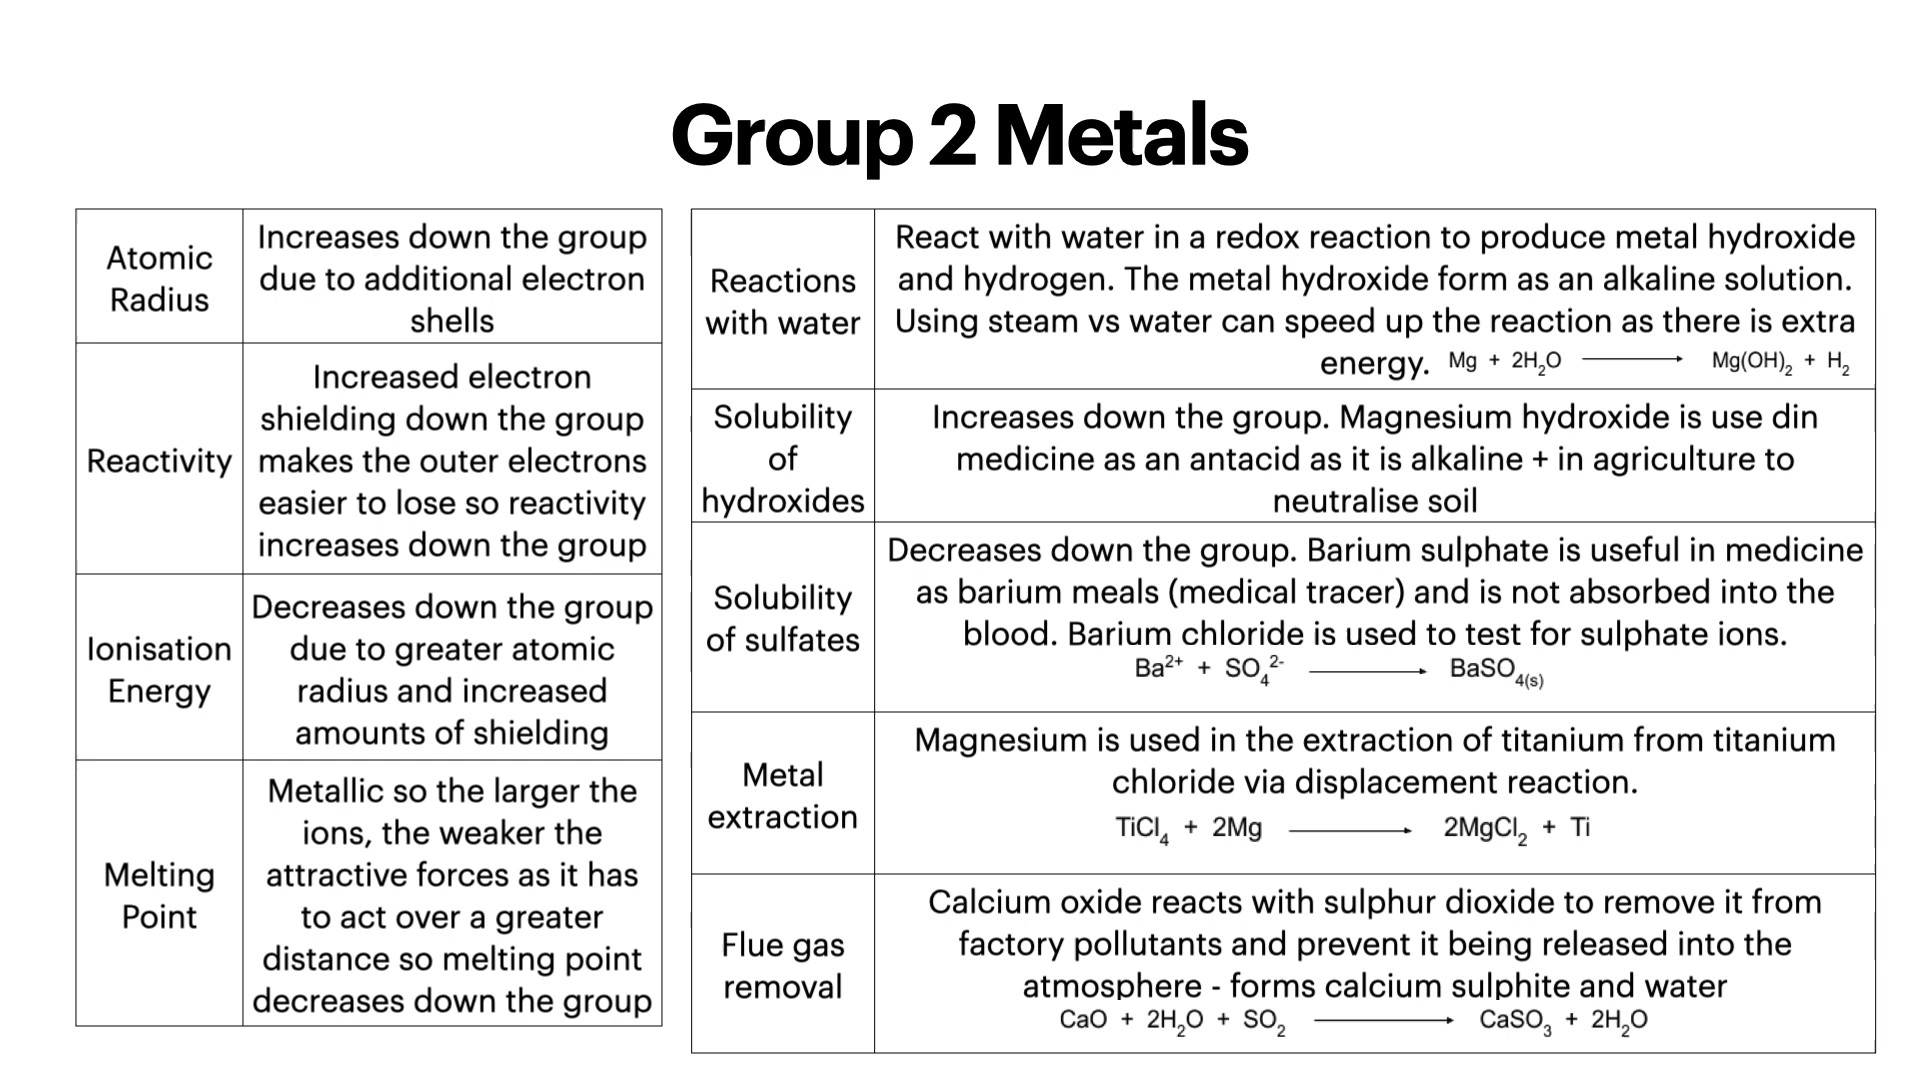 Group 2 Metals
Atomic
Radius
Increases down the group
due to additional electron
shells
Reactivity
Increased electron
shielding down the group
makes the outer electrons
easier to lose so reactivity
increases down the group
Ionisation
Energy
Decreases down the group
due to greater atomic
radius and increased
amounts of shielding
Melting
Point
Metallic so the larger the
ions, the weaker the
attractive forces as it has
to act over a greater
distance so melting point
decreases down the group
Reactions
with water
React with water in a redox reaction to produce metal hydroxide
and hydrogen. The metal hydroxide form as an alkaline solution.
Using steam vs water can speed up the reaction as there is extra
energy. Mg + 2H₂O ⟶ Mg(OH)₂ + H₂
Solubility
of
hydroxides
Increases down the group. Magnesium hydroxide is use din
medicine as an antacid as it is alkaline + in agriculture to
neutralise soil
Solubility
of sulfates
Decreases down the group. Barium sulphate is useful in medicine
as barium meals (medical tracer) and is not absorbed into the
blood. Barium chloride is used to test for sulphate ions.
Ba²⁺ + SO₄²⁻ ⟶ BaSO₄₍ₛ₎
Metal
extraction
Magnesium is used in the extraction of titanium from titanium
chloride via displacement reaction.
TiCl₄ + 2Mg ⟶ 2MgCl₂ + Ti
Flue gas
removal
Calcium oxide reacts with sulphur dioxide to remove it from
factory pollutants and prevent it being released into the
atmosphere - forms calcium sulphite and water
CaO + 2H₂O + SO₂ ⟶ CaSO₃ + 2H₂O